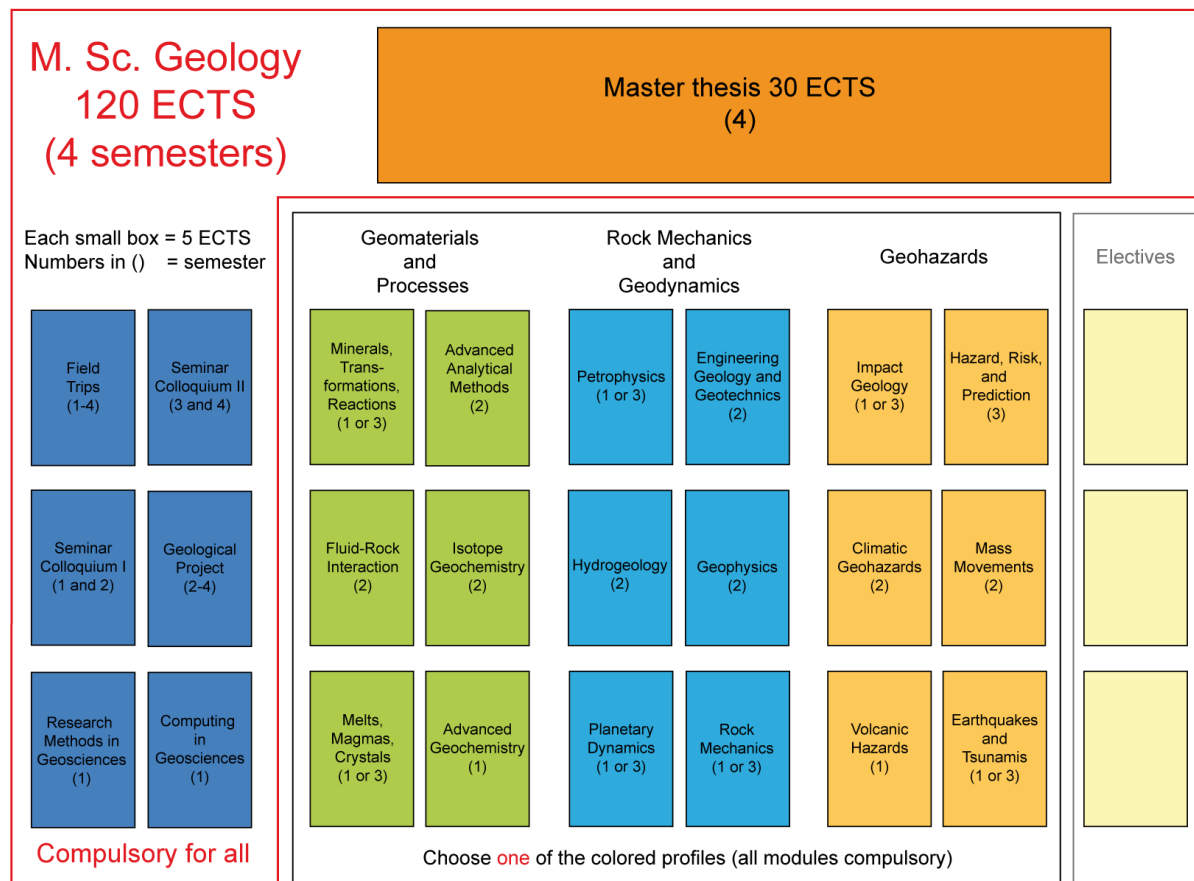 M. Sc. Geology
120 ECTS
(4 semesters)
Master thesis 30 ECTS
(4)
Each small box = 5 ECTS
Numbers in () = semester
Geomaterials
and
Processes
Rock Mechanics
and
Geodynamics
Geohazards
Electives
Field
Trips
(1-4)
Seminar
Colloquium II
(3 and 4)
Minerals,
Trans-
formations,
Reactions
(1 or 3)
Advanced
Analytical
Methods
(2)
Petrophysics
(1 or 3)
Engineering
Geology and
Geotechnics
(2)
Impact
Geology
(1 or 3)
Hazard, Risk,
and
Prediction
(3)
Seminar
Colloquium I
(1 and 2)
Geological
Project
(2-4)
Fluid-Rock
Interaction
(2)
Isotope
Geochemistry
(2)
Hydrogeology
(2)
Geophysics
(2)
Climatic
Geohazards
(2)
Mass
Movements
(2)
Research
Methods in
Geosciences
(1)
Computing
in
Geosciences
(1)
Melts,
Magmas,
Crystals
(1 or 3)
Advanced
Geochemistry
(1)
Planetary
Dynamics
(1 or 3)
Rock
Mechanics
(1 or 3)
Volcanic
Hazards
(1)
Earthquakes
and
Tsunamis
(1 or 3)
Compulsory for all
Choose one of the colored profiles (all modules compulsory)